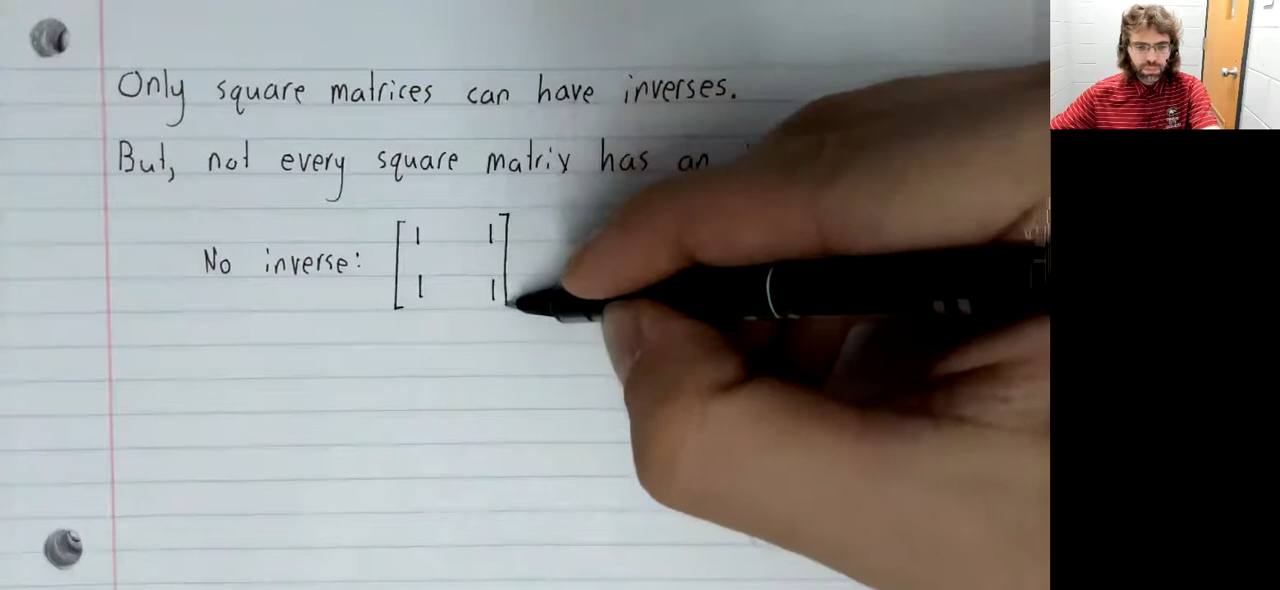 Only square matrices can have inverses.
But, not every square matrix has an
No inverse: [1 1
1 1]